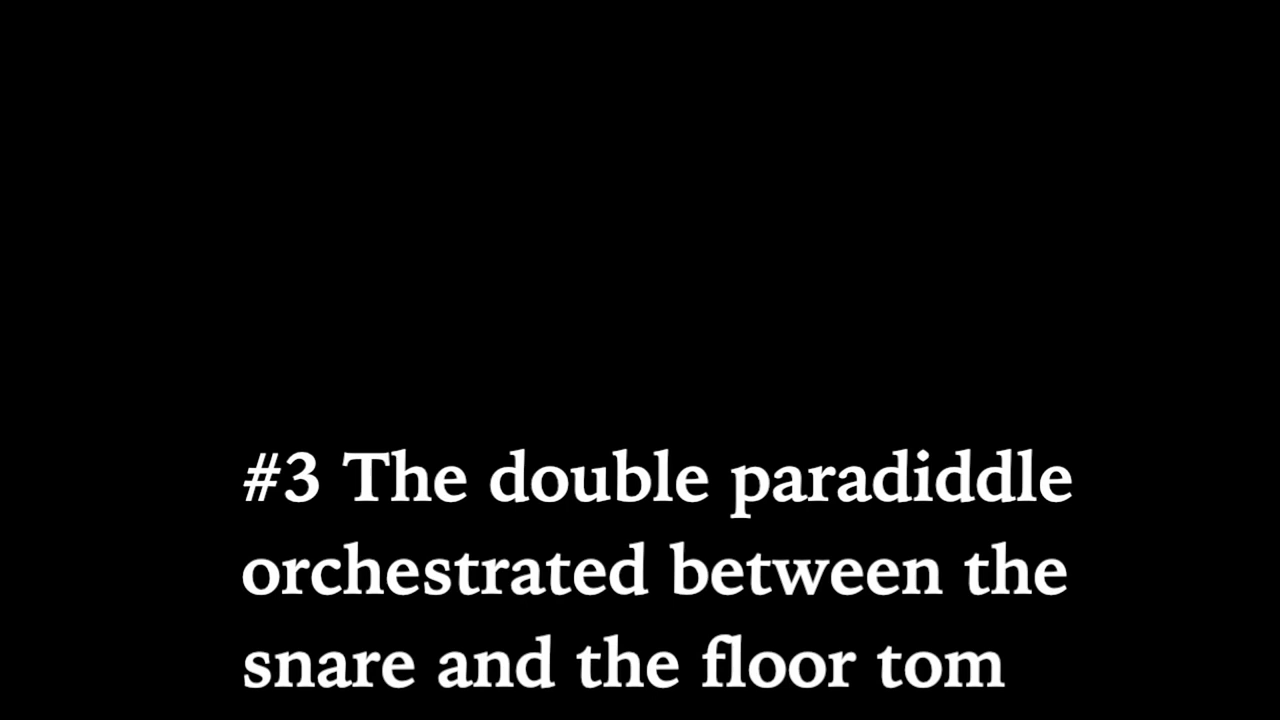 #3 The double paradiddle
orchestrated between the
snare and the floor tom